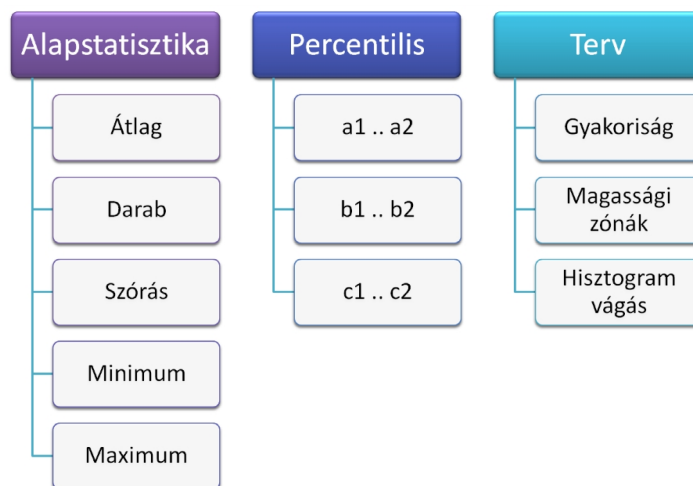 Alapstatisztika
Átlag
Darab
Szórás
Minimum
Maximum
Percentilis
a1 .. a2
b1 .. b2
c1 .. c2
Terv
Gyakoriság
Magassági
zónák
Hisztogram
vágás